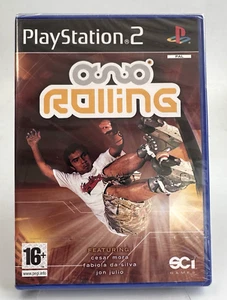 PlayStation 2
PAL
Rolling
FEATURING
cesar mora
fabiola da silva
jon julio
16+
www.pegi.info
SCi
GAMES